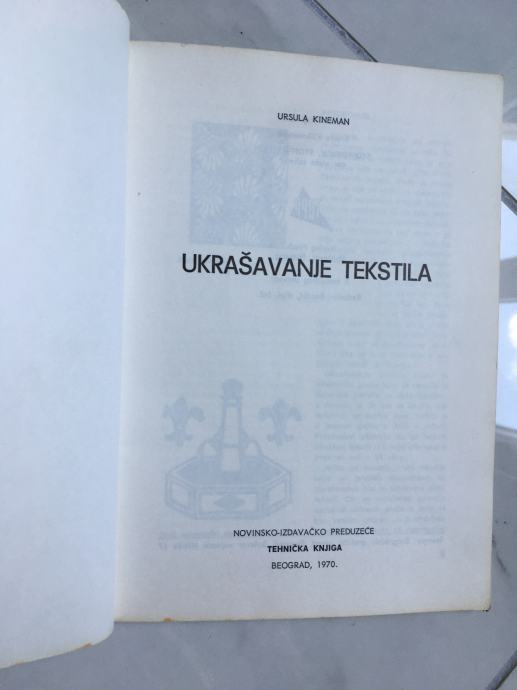 URSULA KINEMAN
UKRAŠAVANJE TEKSTILA
NOVINSKO-IZDAVAČKO PREDUZEĆE
TEHNIČKA KNJIGA
BEOGRAD, 1970.